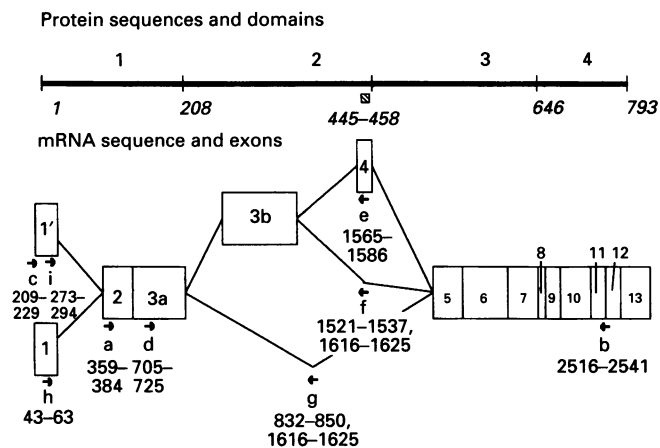 Protein sequences and domains
1 2 3 4
1 208 445–458 646 793
mRNA sequence and exons
1′ 2 3a 3b 4 5 6 7 8 9 10 11 12 13
1
c i
209– 273–
229 294
h
43–63
a d
359– 705–
384 725
e
1565–
1586
f
1521–1537,
1616–1625
g
832–850,
1616–1625
b
2516–2541